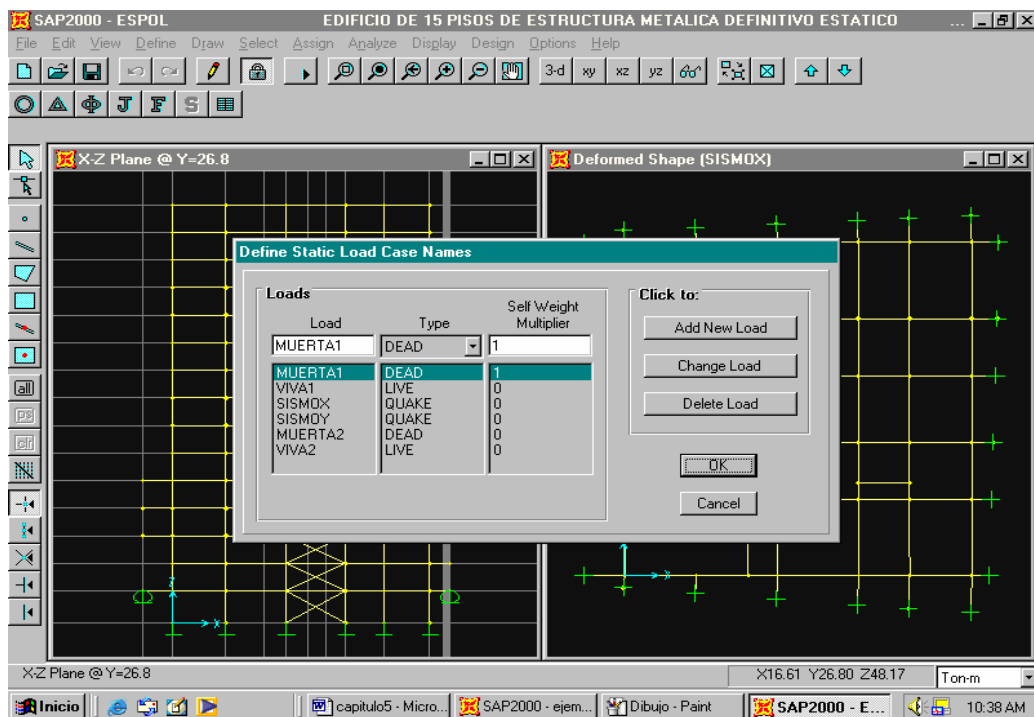 SAP2000 - ESPOL EDIFICIO DE 15 PISOS DE ESTRUCTURA METALICA DEFINITIVO ESTATICO ...
File Edit View Define Draw Select Assign Analyze Display Design Options Help
3-d xy xz yz
J F S
X-Z Plane @ Y=26.8
Deformed Shape (SISMOX)
Define Static Load Case Names
Loads
Click to:
Load Type Self Weight Multiplier
MUERTA1 DEAD 1
Add New Load
MUERTA1 DEAD 1
Change Load
VIVA1 LIVE 0
SISMOX QUAKE 0
Delete Load
SISMOY QUAKE 0
MUERTA2 DEAD 0
VIVA2 LIVE 0
OK
Cancel
all
ps
clr
Z
X
X
X-Z Plane @ Y=26.8
X16.61 Y26.80 Z48.17
Ton-m
Inicio
capitulo5 - Micro...
SAP2000 - ejem...
Dibujo - Paint
SAP2000 - E...
10:38 AM